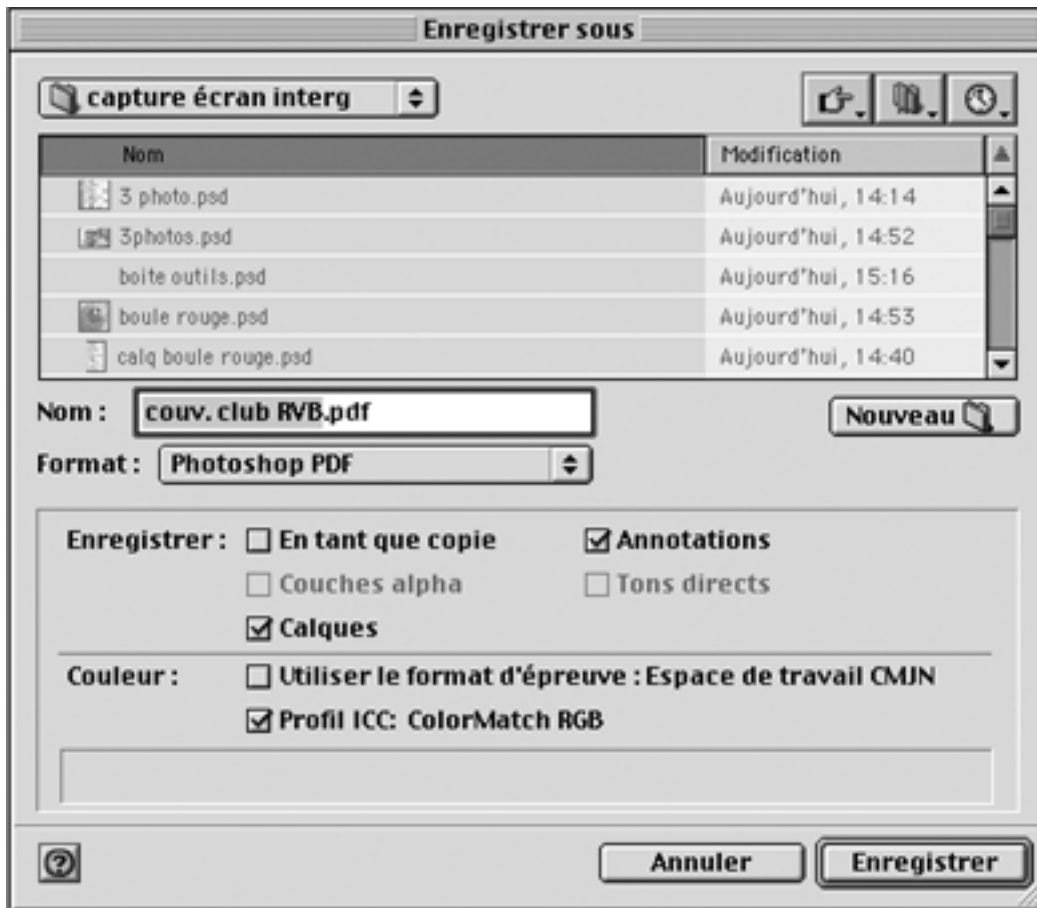 Enregistrer sous
capture écran interg
Nom Modification
3 photo.psd Aujourd'hui, 14:14
3photos.psd Aujourd'hui, 14:52
boite outils.psd Aujourd'hui, 15:16
boule rouge.psd Aujourd'hui, 14:53
calq boule rouge.psd Aujourd'hui, 14:40
Nom : couv. club RVB.pdf Nouveau
Format : Photoshop PDF
Enregistrer : En tant que copie Annotations
Couches alpha Tons directs
Calques
Couleur : Utiliser le format d'épreuve : Espace de travail CMJN
Profil ICC: ColorMatch RGB
? Annuler Enregistrer